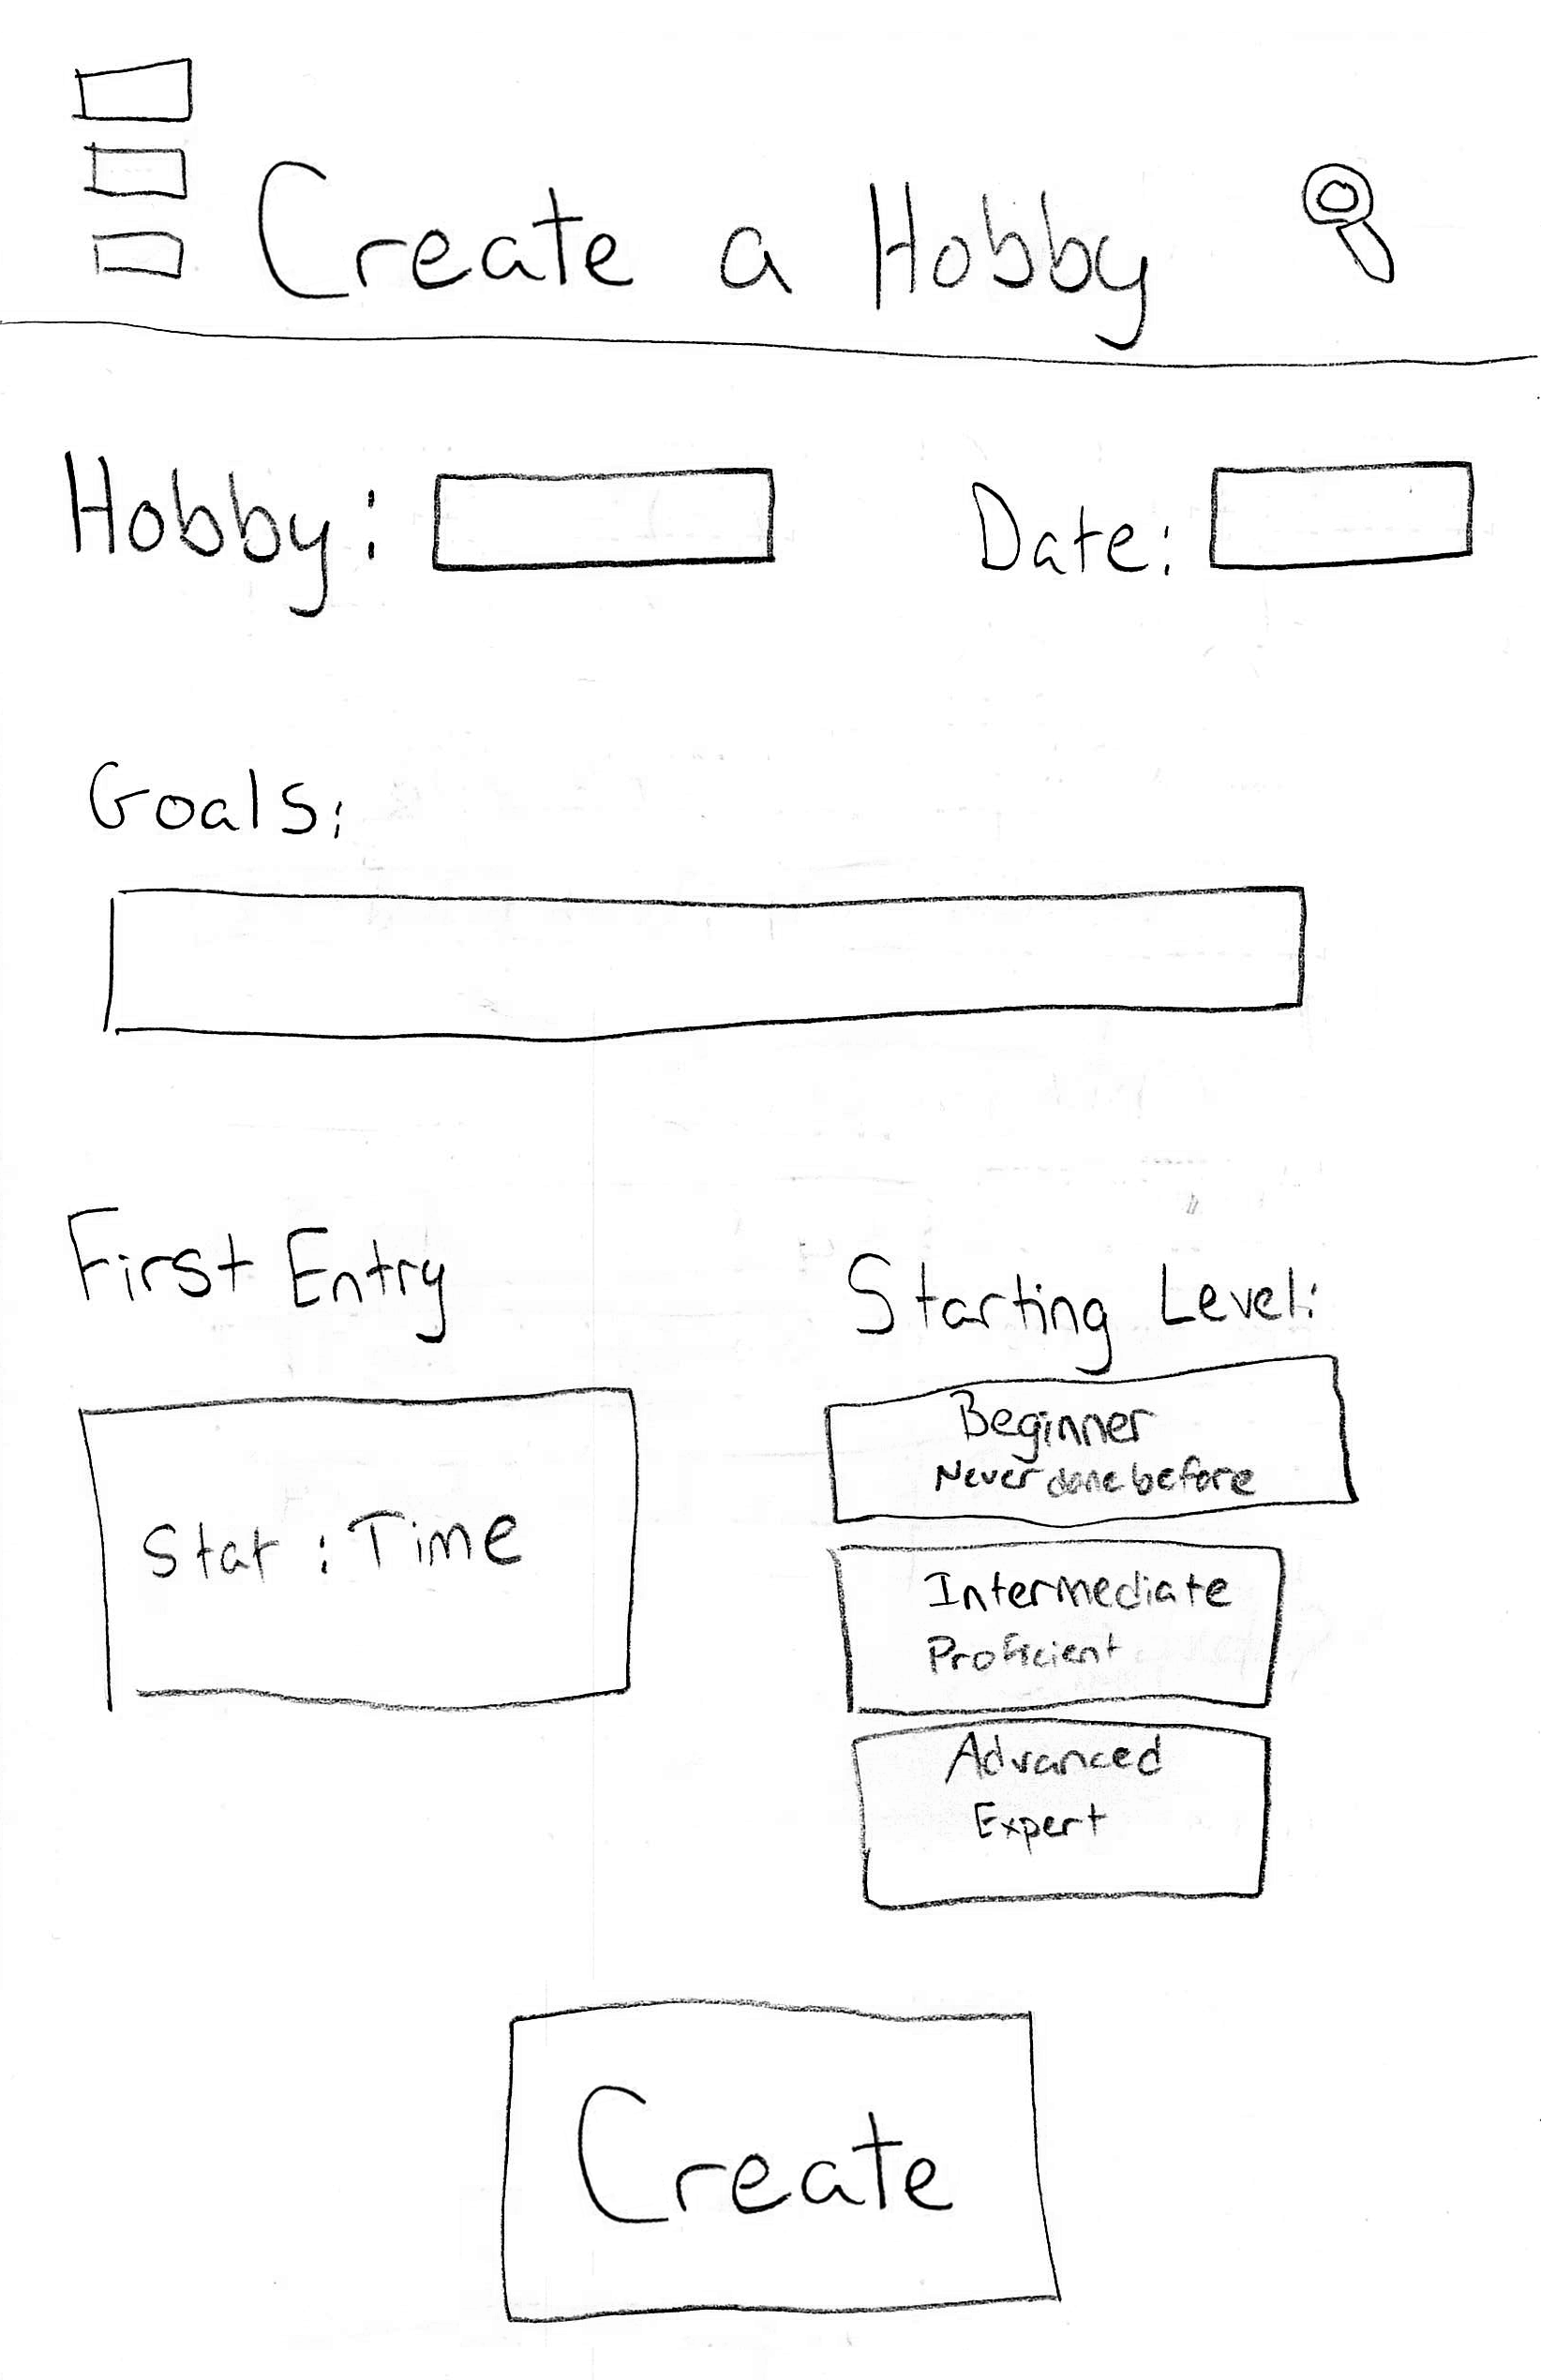 Create a Hobby
Hobby:
Date:
Goals:
First Entry
Stat : Time
Starting Level:
Beginner
Never done before
Intermediate
Proficient
Advanced
Expert
Create